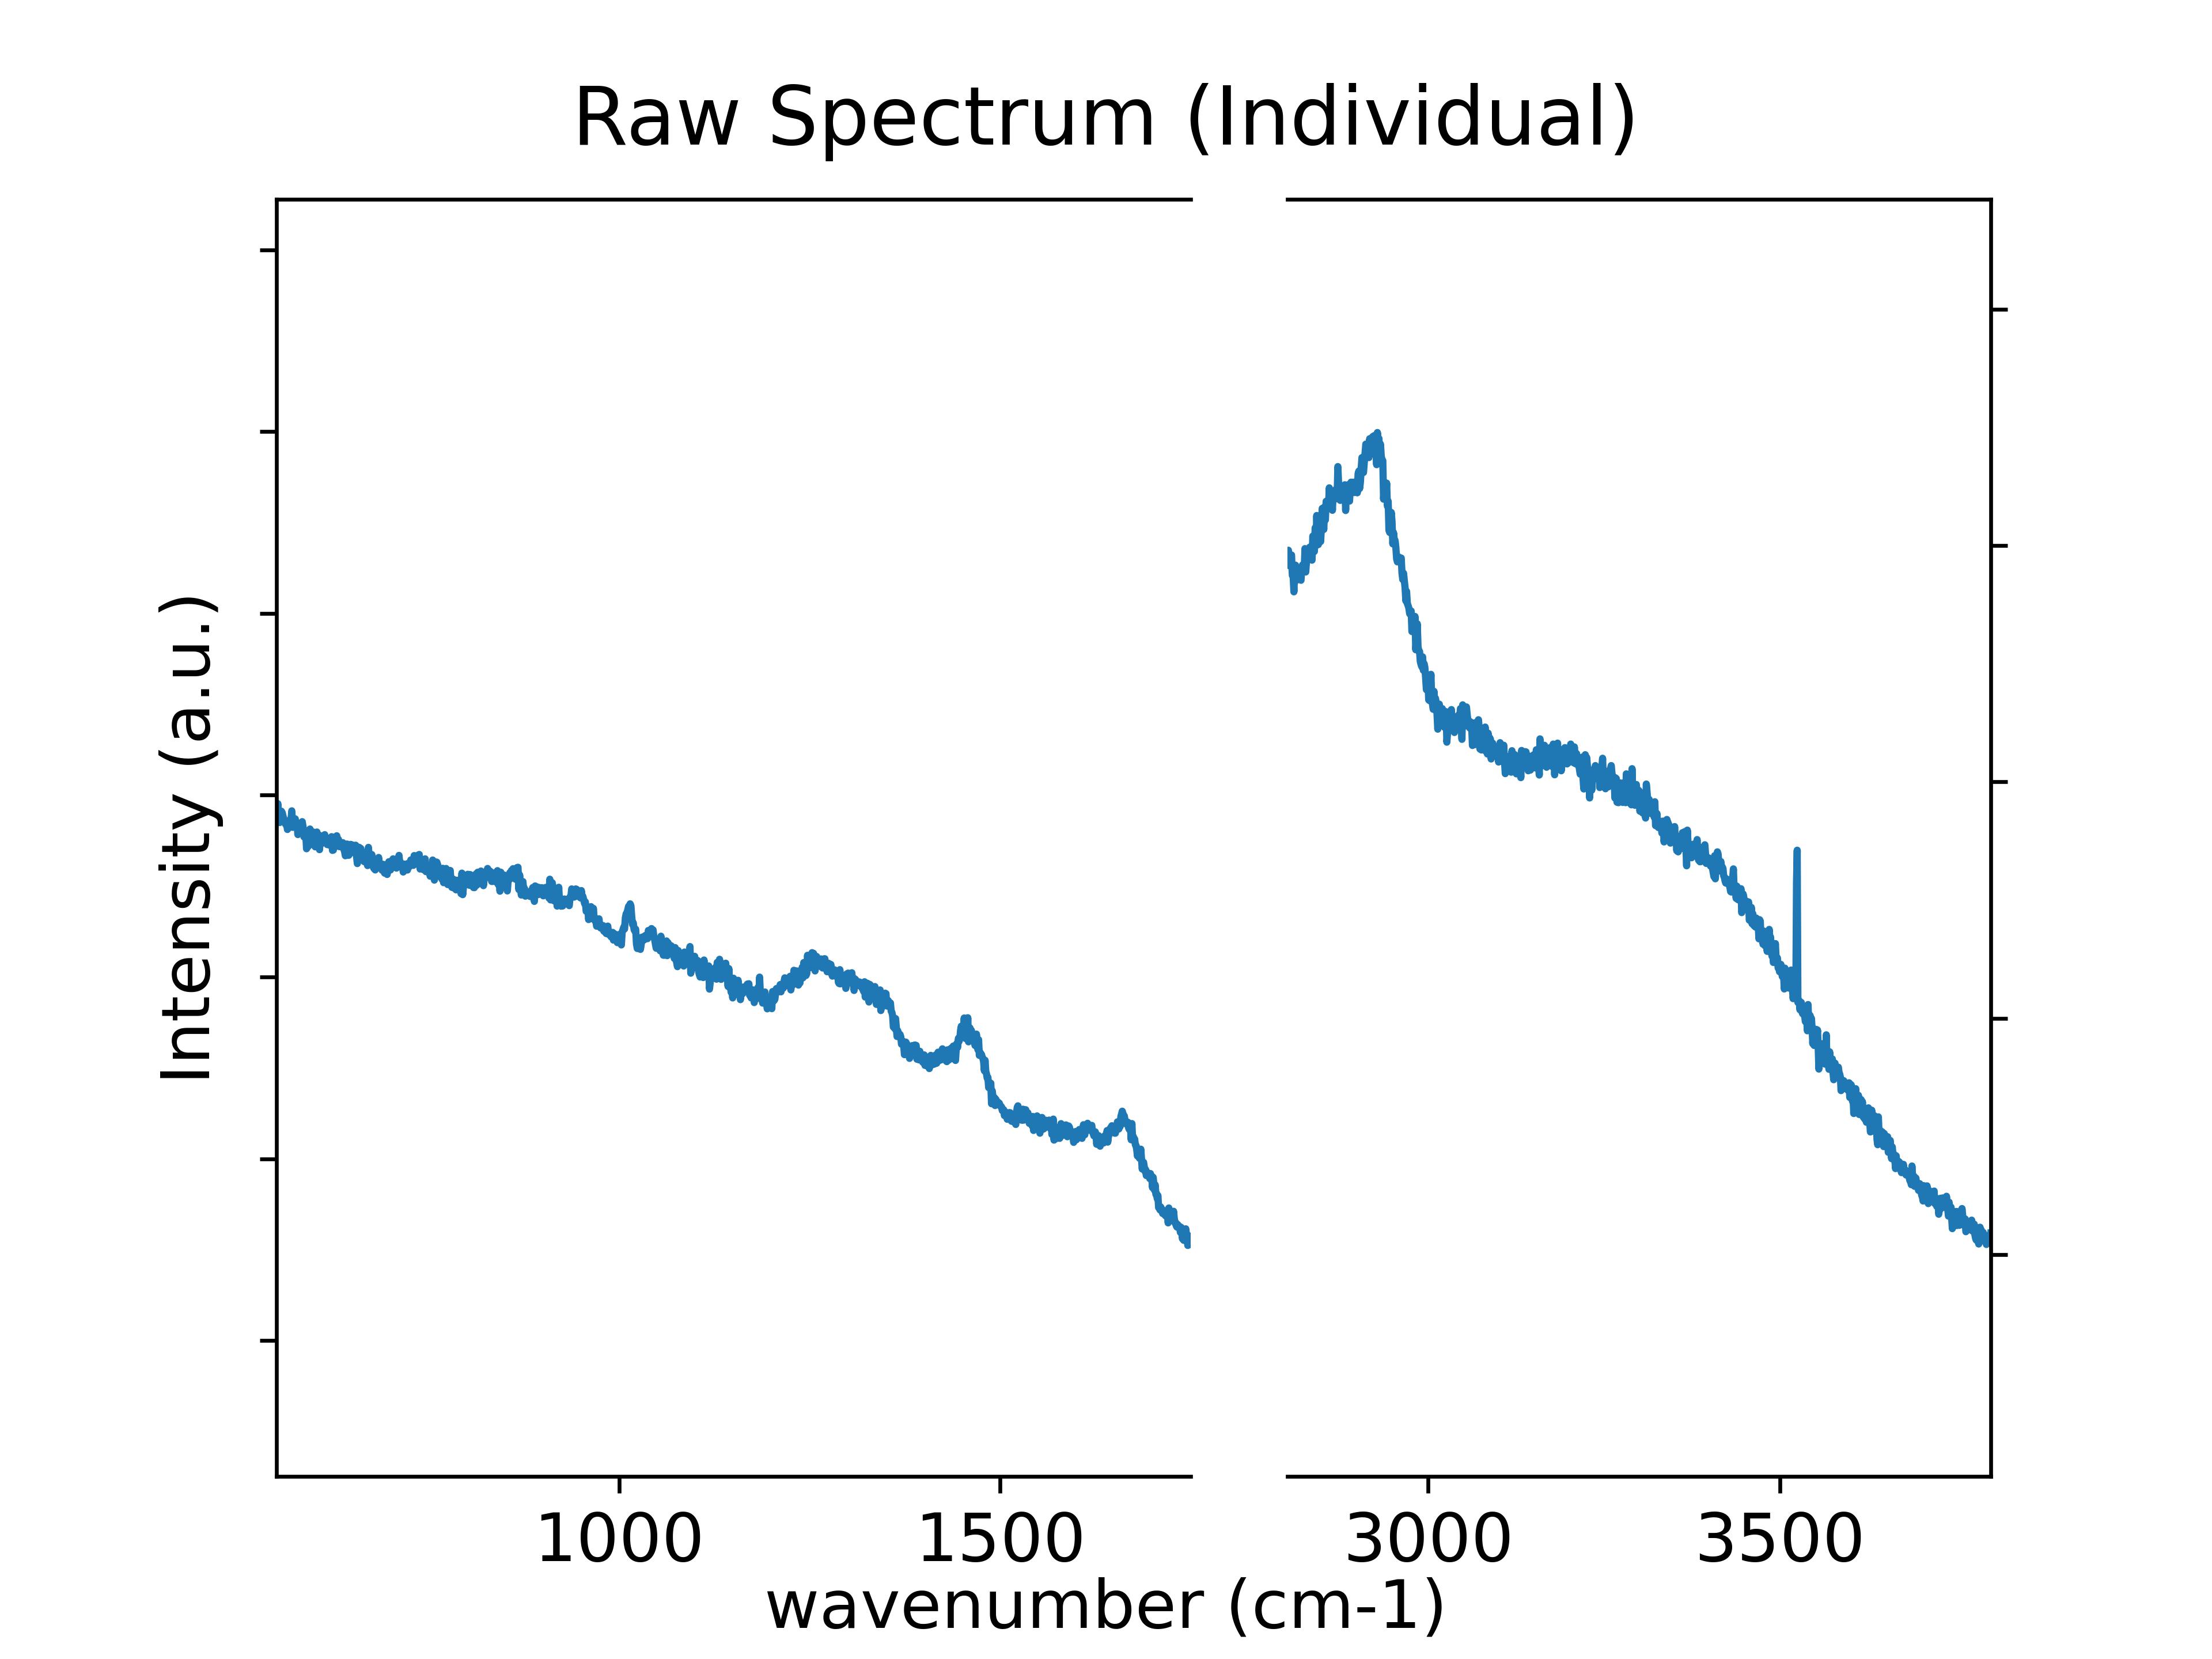 Raw Spectrum (Individual)
Intensity (a.u.)
1000 1500 3000 3500
wavenumber (cm-1)